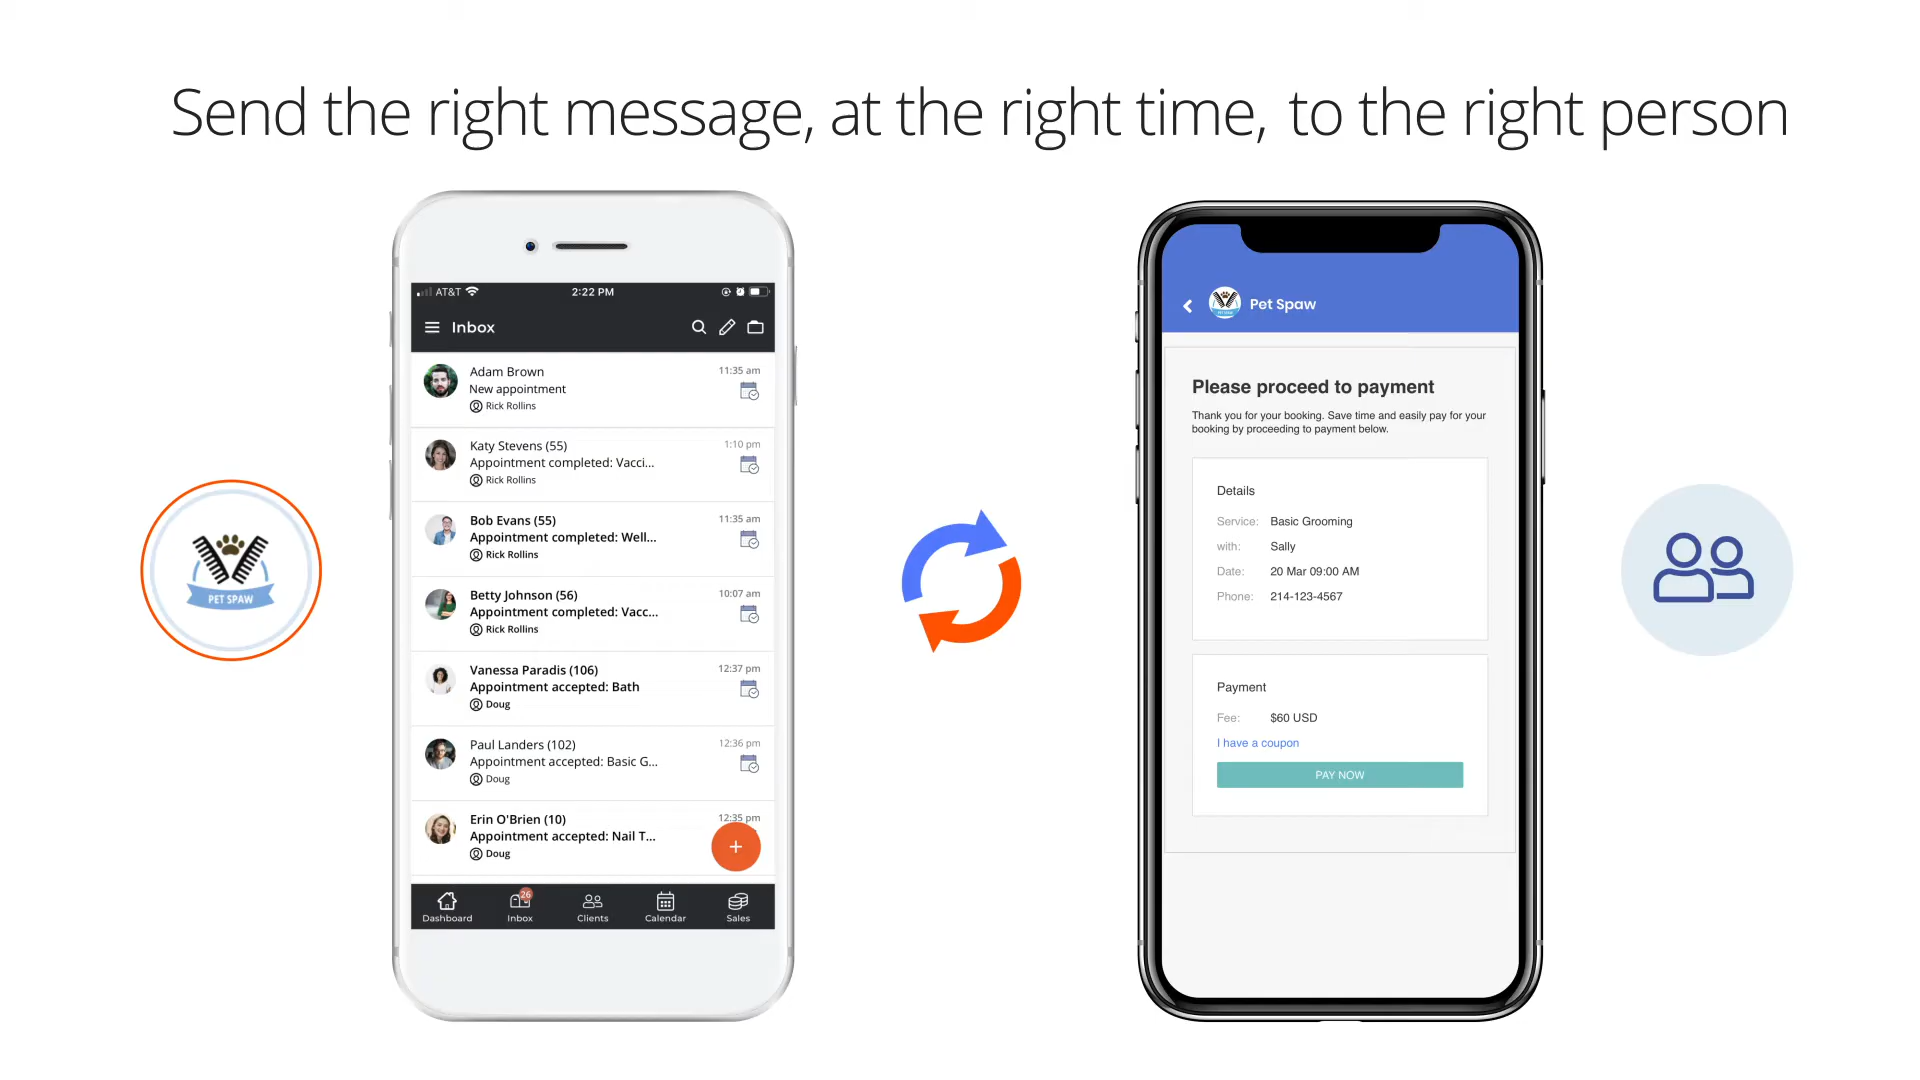 Send the right message, at the right time, to the right person
AT&T
2:22 PM
Inbox
Adam Brown
11:35 am
New appointment
Rick Rollins
Katy Stevens (55)
1:10 pm
Appointment completed: Vacci...
Rick Rollins
Bob Evans (55)
11:35 am
Appointment completed: Well...
Rick Rollins
Betty Johnson (56)
10:07 am
Appointment completed: Vacc...
Rick Rollins
Vanessa Paradis (106)
12:37 pm
Appointment accepted: Bath
Doug
Paul Landers (102)
12:36 pm
Appointment accepted: Basic G...
Doug
Erin O'Brien (10)
12:35 pm
Appointment accepted: Nail T...
Doug
+
26
Dashboard Inbox Clients Calendar Sales
PET SPAW
PET SPAW
Pet Spaw
Please proceed to payment
Thank you for your booking. Save time and easily pay for your
booking by proceeding to payment below.
Details
Service: Basic Grooming
with: Sally
Date: 20 Mar 09:00 AM
Phone: 214-123-4567
Payment
Fee: $60 USD
I have a coupon
PAY NOW